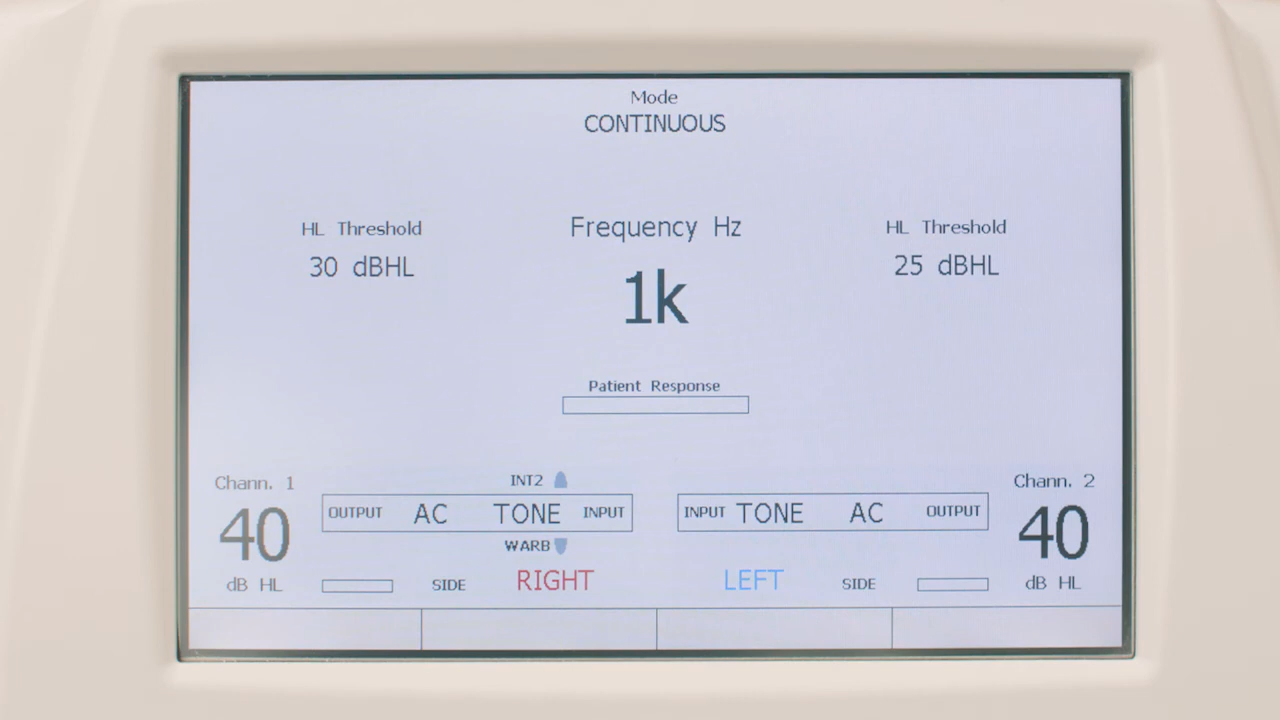 Mode
CONTINUOUS
HL Threshold
30 dBHL
Frequency Hz
1k
HL Threshold
25 dBHL
Patient Response
Chann. 1
40
dB HL
INT2
OUTPUT AC TONE INPUT
WARB
SIDE RIGHT
INPUT TONE AC OUTPUT
LEFT SIDE
Chann. 2
40
dB HL